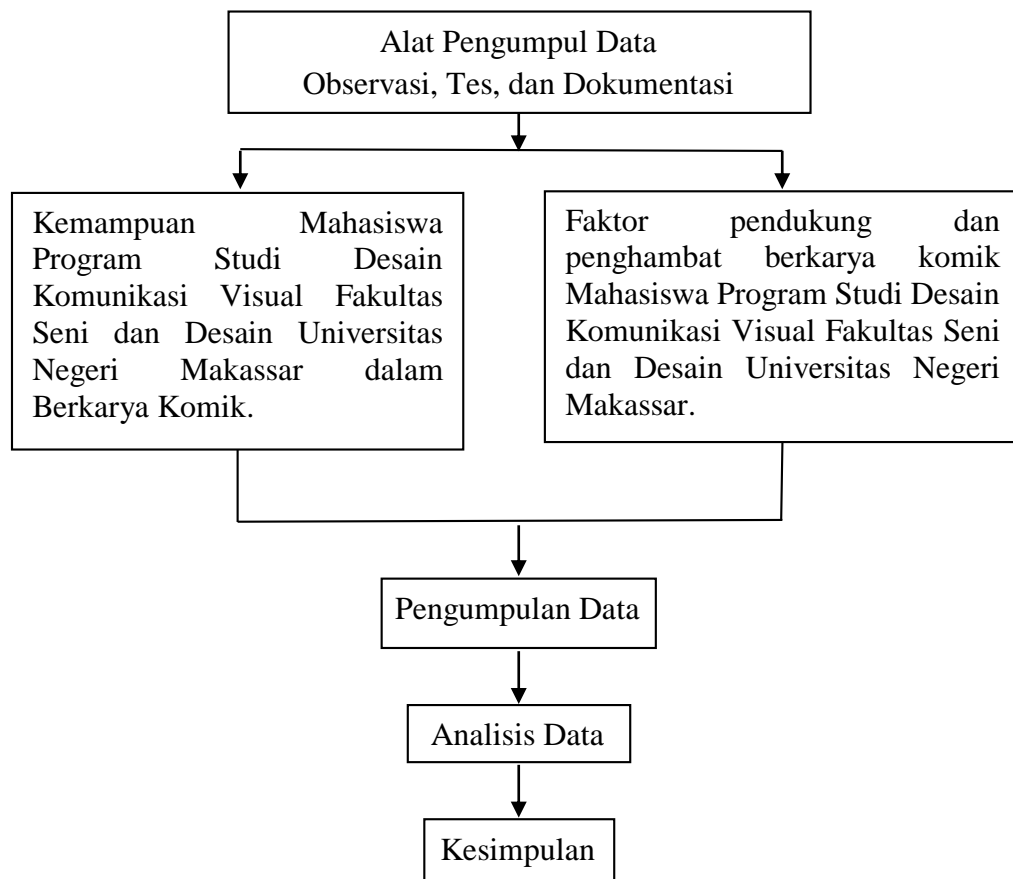 Alat Pengumpul Data
Observasi, Tes, dan Dokumentasi
Kemampuan Mahasiswa
Program Studi Desain
Komunikasi Visual Fakultas
Seni dan Desain Universitas
Negeri Makassar dalam
Berkarya Komik.
Faktor pendukung dan
penghambat berkarya komik
Mahasiswa Program Studi Desain
Komunikasi Visual Fakultas Seni
dan Desain Universitas Negeri
Makassar.
Pengumpulan Data
Analisis Data
Kesimpulan